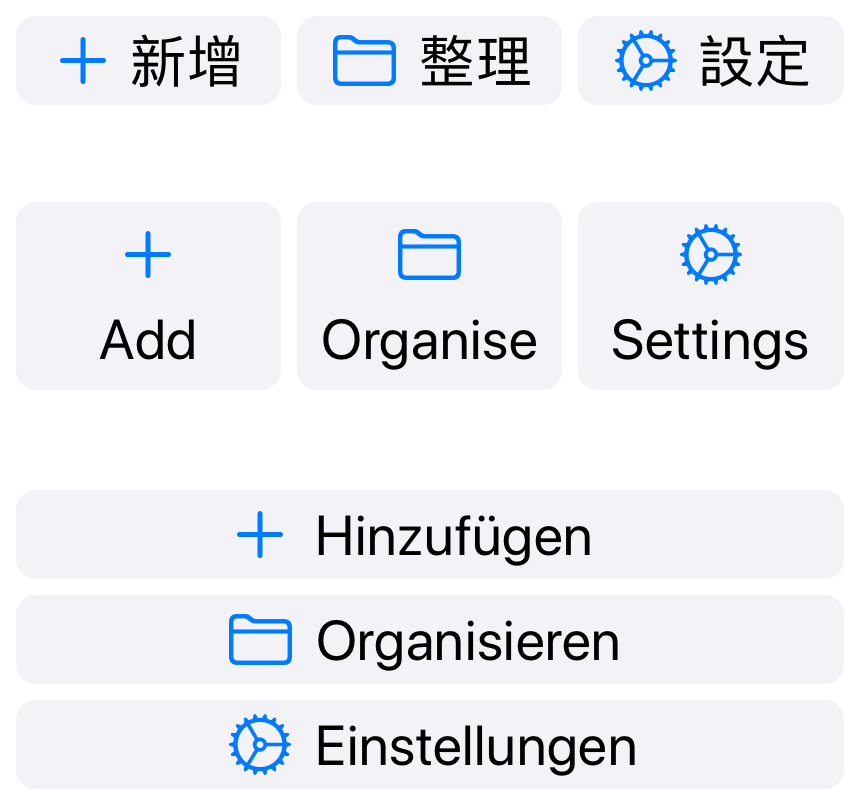 新增 整理 設定
Add Organise Settings
Hinzufügen
Organisieren
Einstellungen